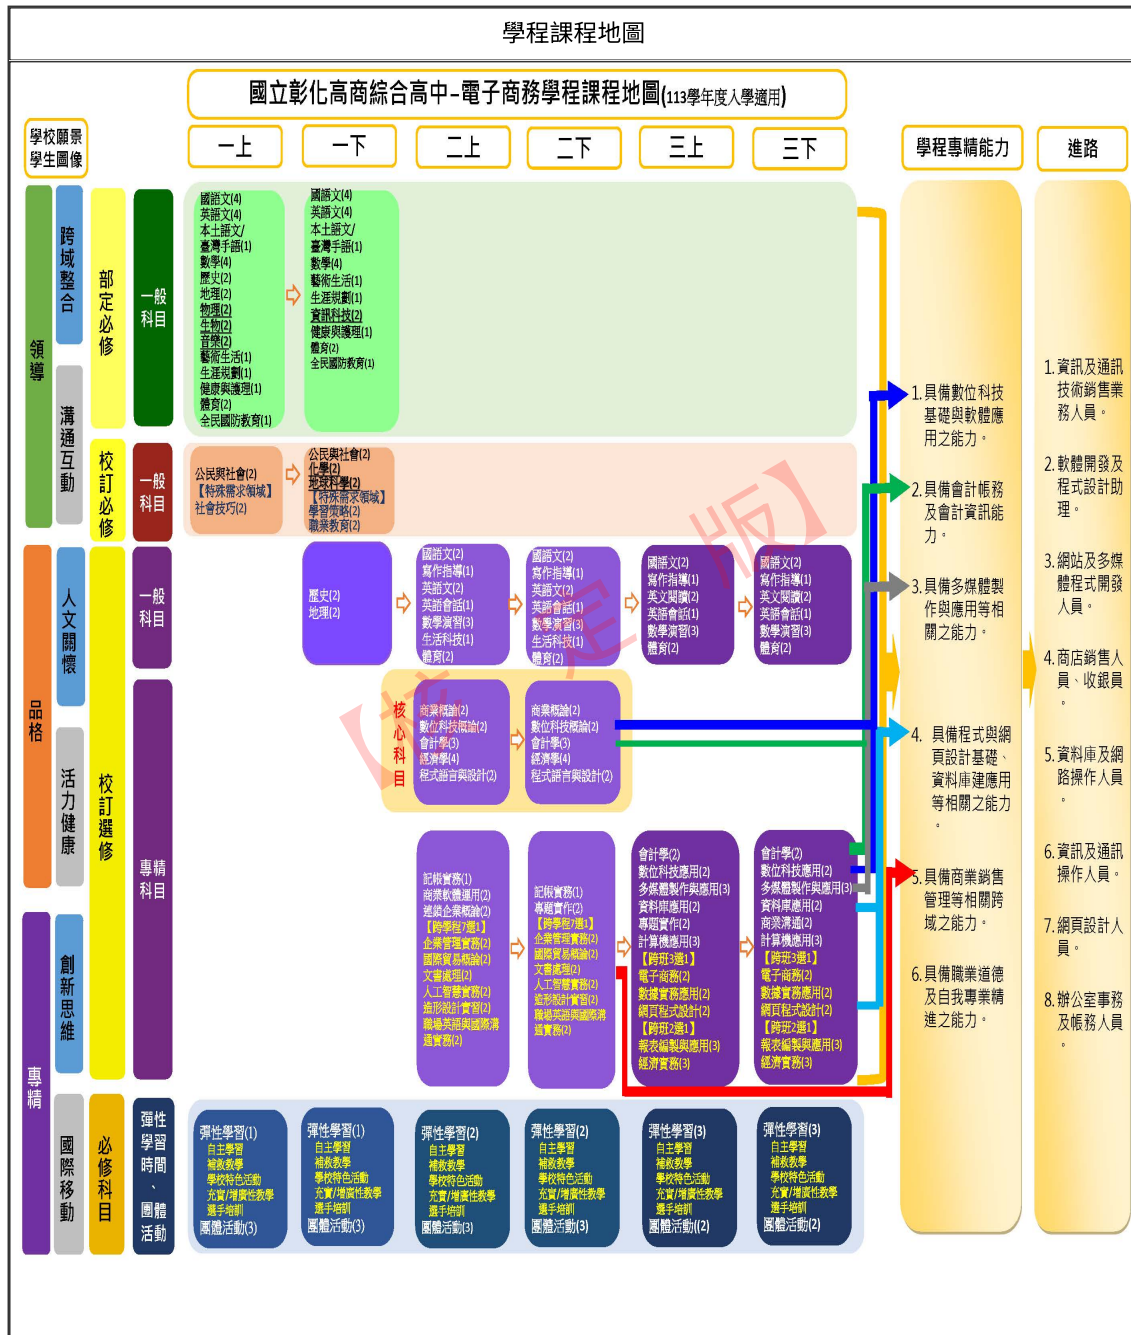 學程課程地圖
國立彰化高商綜合高中–電子商務學程課程地圖(113學年度入學適用)
學校願景
學生圖像
一上
一下
二上
二下
三上
三下
學程專精能力
進路
領導
品格
專精
跨域整合
溝通互動
人文關懷
活力健康
創新思維
國際移動
部定必修
校訂必修
校訂選修
必修科目
一般
科目
一般
科目
一般
科目
專精
科目
彈性
學習
時間
、
團體
活動
國語文(4)
英語文(4)
本土語文/
臺灣手語(1)
數學(4)
歷史(2)
地理(2)
物理(2)
生物(2)
音樂(2)
藝術生活(1)
生涯規劃(1)
健康與護理(1)
體育(2)
全民國防教育(1)
國語文(4)
英語文(4)
本土語文/
臺灣手語(1)
數學(4)
藝術生活(1)
生涯規劃(1)
資訊科技(2)
健康與護理(1)
體育(2)
全民國防教育(1)
公民與社會(2)
【特殊需求領域】
社會技巧(2)
公民與社會(2)
化學(2)
地球科學(2)
【特殊需求領域】
學習策略(2)
職業教育(2)
歷史(2)
地理(2)
國語文(2)
寫作指導(1)
英語文(2)
英語會話(1)
數學演習(3)
生活科技(1)
體育(2)
國語文(2)
寫作指導(1)
英語文(2)
英語會話(1)
數學演習(3)
生活科技(1)
體育(2)
國語文(2)
寫作指導(1)
英文閱讀(2)
英語會話(1)
數學演習(3)
體育(2)
國語文(2)
寫作指導(1)
英文閱讀(2)
英語會話(1)
數學演習(3)
體育(2)
核心科目
商業概論(2)
數位科技概論(2)
會計學(3)
經濟學(4)
程式語言與設計(2)
商業概論(2)
數位科技概論(2)
會計學(3)
經濟學(4)
程式語言與設計(2)
記帳實務(1)
商業軟體運用(2)
連鎖企業概論(2)
【跨學程7選1】
企業管理實務(2)
國際貿易概論(2)
文書處理(2)
人工智慧實務(2)
造形設計實習(2)
職場英語與國際溝
通實務(2)
記帳實務(1)
專題實作(2)
【跨學程7選1】
企業管理實務(2)
國際貿易概論(2)
文書處理(2)
人工智慧實務(2)
造形設計實習(2)
職場英語與國際溝
通實務(2)
會計學(2)
數位科技應用(2)
多媒體製作與應用(3)
資料庫應用(2)
專題實作(2)
計算機應用(3)
【跨班3選1】
電子商務(2)
數據實務應用(2)
網頁程式設計(2)
【跨班2選1】
報表編製與應用(3)
經濟實務(3)
會計學(2)
數位科技應用(2)
多媒體製作與應用(3)
資料庫應用(2)
商業溝通(2)
計算機應用(3)
【跨班3選1】
電子商務(2)
數據實務應用(2)
網頁程式設計(2)
【跨班2選1】
報表編製與應用(3)
經濟實務(3)
彈性學習(1)
自主學習
補救教學
學校特色活動
充實/增廣性教學
選手培訓
團體活動(3)
彈性學習(1)
自主學習
補救教學
學校特色活動
充實/增廣性教學
選手培訓
團體活動(3)
彈性學習(2)
自主學習
補救教學
學校特色活動
充實/增廣性教學
選手培訓
團體活動(3)
彈性學習(2)
自主學習
補救教學
學校特色活動
充實/增廣性教學
選手培訓
團體活動(3)
彈性學習(3)
自主學習
補救教學
學校特色活動
充實/增廣性教學
選手培訓
團體活動((2)
彈性學習(3)
自主學習
補救教學
學校特色活動
充實/增廣性教學
選手培訓
團體活動(2)
1.具備數位科技
基礎與軟體應
用之能力。
2.具備會計帳務
及會計資訊能
力。
3.具備多媒體製
作與應用等相
關之能力。
4. 具備程式與網
頁設計基礎、
資料庫建應用
等相關之能力
。
5.具備商業銷售
管理等相關跨
域之能力。
6.具備職業道德
及自我專業精
進之能力。
1.資訊及通訊
技術銷售業
務人員。
2.軟體開發及
程式設計助
理。
3.網站及多媒
體程式開發
人員。
4.商店銷售人
員、收銀員
。
5.資料庫及網
路操作人員
。
6.資訊及通訊
操作人員。
7.網頁設計人
員。
8.辦公室事務
及帳務人員
。
【核定版】